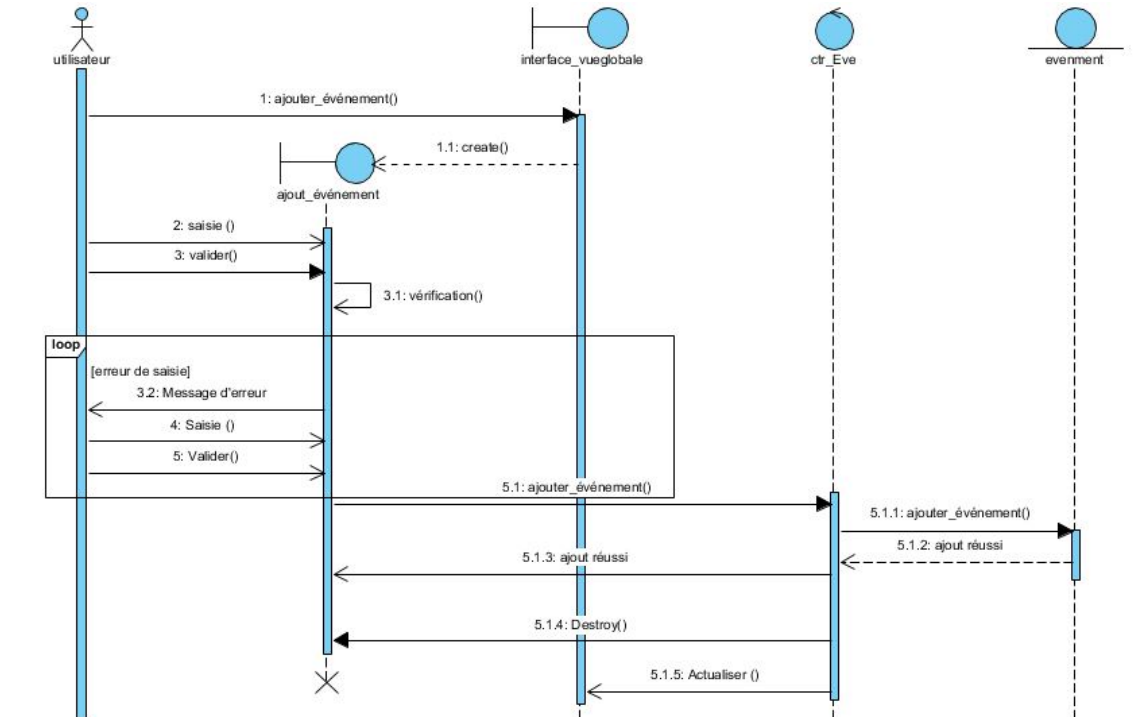 utilisateur
interface_vueglobale
ctr_Eve
evenment
1: ajouter_événement()
1.1: create()
ajout_événement
2: saisie ()
3: valider()
3.1: vérification()
loop
[erreur de saisie]
3.2: Message d'erreur
4: Saisie ()
5: Valider()
5.1: ajouter_événement()
5.1.1: ajouter_événement()
5.1.2: ajout réussi
5.1.3: ajout réussi
5.1.4: Destroy()
5.1.5: Actualiser ()